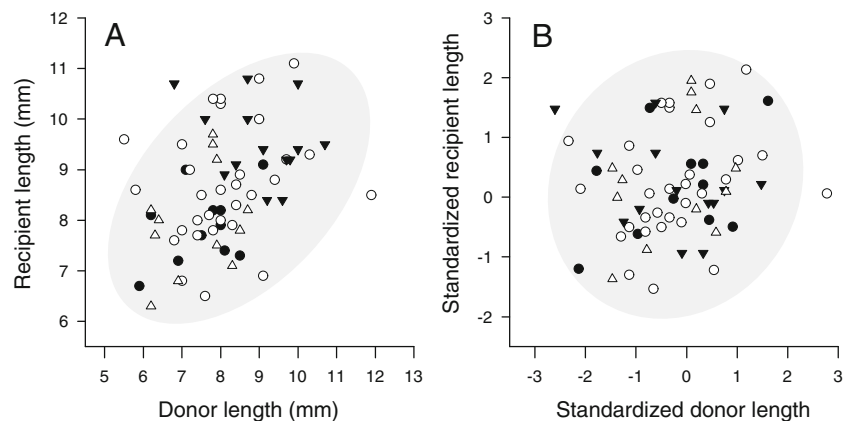 A
12
11
10
9
8
7
6
Recipient length (mm)
5 6 7 8 9 10 11 12 13
Donor length (mm)
B
3
2
1
0
-1
-2
Standardized recipient length
-3 -2 -1 0 1 2 3
Standardized donor length